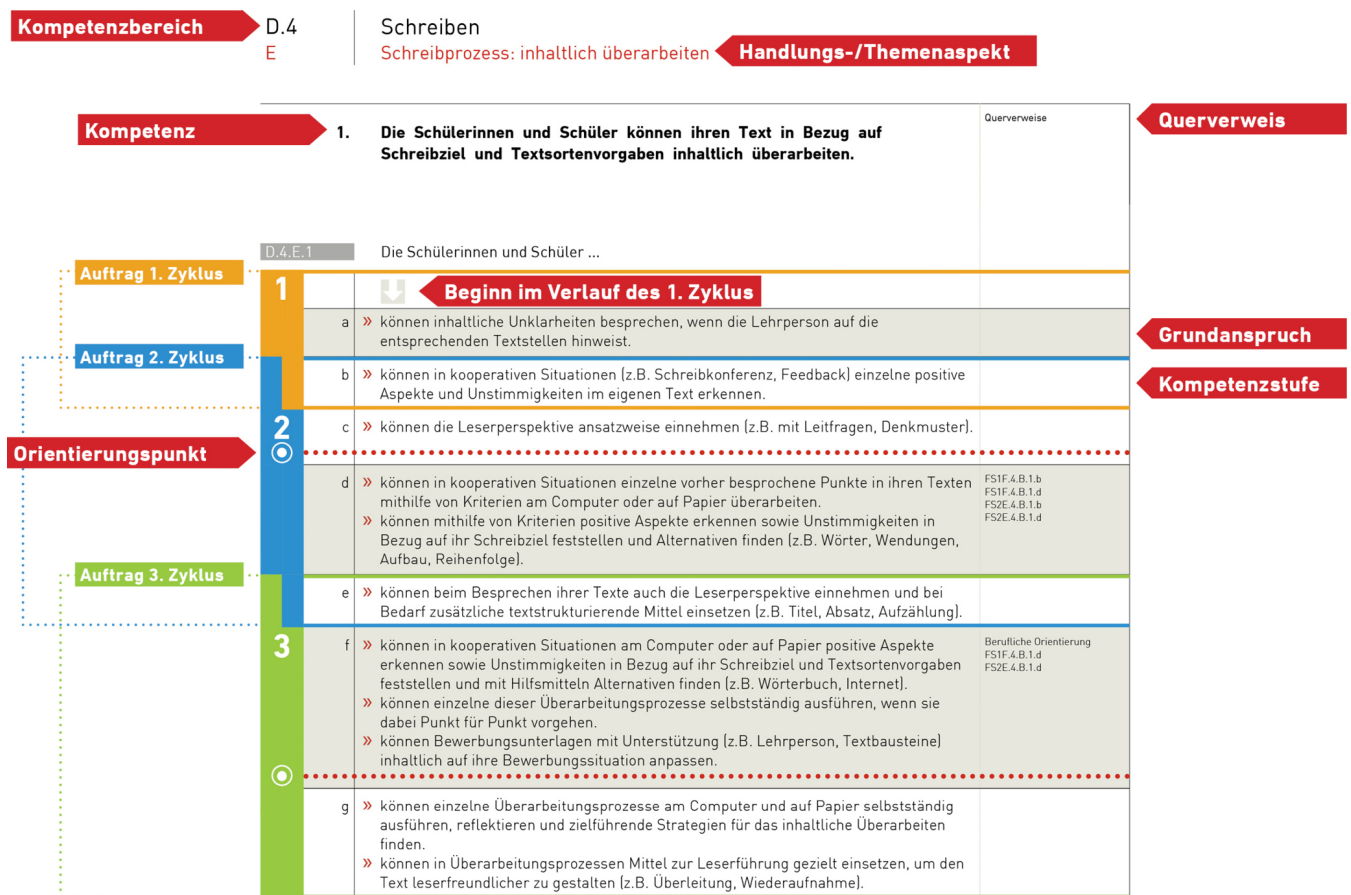 Kompetenzbereich D.4 Schreiben
E Schreibprozess: inhaltlich überarbeiten Handlungs-/Themenaspekt
Querverweise
Kompetenz 1. Die Schülerinnen und Schüler können ihren Text in Bezug auf Querverweis
Schreibziel und Textsortenvorgaben inhaltlich überarbeiten.
D.4.E.1 Die Schülerinnen und Schüler ...
Auftrag 1. Zyklus
1 Beginn im Verlauf des 1. Zyklus
a » können inhaltliche Unklarheiten besprechen, wenn die Lehrperson auf die Grundanspruch
entsprechenden Textstellen hinweist.
Auftrag 2. Zyklus
b » können in kooperativen Situationen (z.B. Schreibkonferenz, Feedback) einzelne positive Kompetenzstufe
Aspekte und Unstimmigkeiten im eigenen Text erkennen.
2 c » können die Leserperspektive ansatzweise einnehmen (z.B. mit Leitfragen, Denkmuster).
Orientierungspunkt
d » können in kooperativen Situationen einzelne vorher besprochene Punkte in ihren Texten FS1F.4.B.1.b
mithilfe von Kriterien am Computer oder auf Papier überarbeiten. FS1F.4.B.1.d
FS2E.4.B.1.b
» können mithilfe von Kriterien positive Aspekte erkennen sowie Unstimmigkeiten in FS2E.4.B.1.d
Bezug auf ihr Schreibziel feststellen und Alternativen finden (z.B. Wörter, Wendungen,
Aufbau, Reihenfolge).
Auftrag 3. Zyklus
e » können beim Besprechen ihrer Texte auch die Leserperspektive einnehmen und bei
Bedarf zusätzliche textstrukturierende Mittel einsetzen (z.B. Titel, Absatz, Aufzählung).
3 f » können in kooperativen Situationen am Computer oder auf Papier positive Aspekte Berufliche Orientierung
erkennen sowie Unstimmigkeiten in Bezug auf ihr Schreibziel und Textsortenvorgaben FS1F.4.B.1.d
feststellen und mit Hilfsmitteln Alternativen finden (z.B. Wörterbuch, Internet). FS2E.4.B.1.d
» können einzelne dieser Überarbeitungsprozesse selbstständig ausführen, wenn sie
dabei Punkt für Punkt vorgehen.
» können Bewerbungsunterlagen mit Unterstützung (z.B. Lehrperson, Textbausteine)
inhaltlich auf ihre Bewerbungssituation anpassen.
g » können einzelne Überarbeitungsprozesse am Computer und auf Papier selbstständig
ausführen, reflektieren und zielführende Strategien für das inhaltliche Überarbeiten
finden.
» können in Überarbeitungsprozessen Mittel zur Leserführung gezielt einsetzen, um den
Text leserfreundlicher zu gestalten (z.B. Überleitung, Wiederaufnahme).